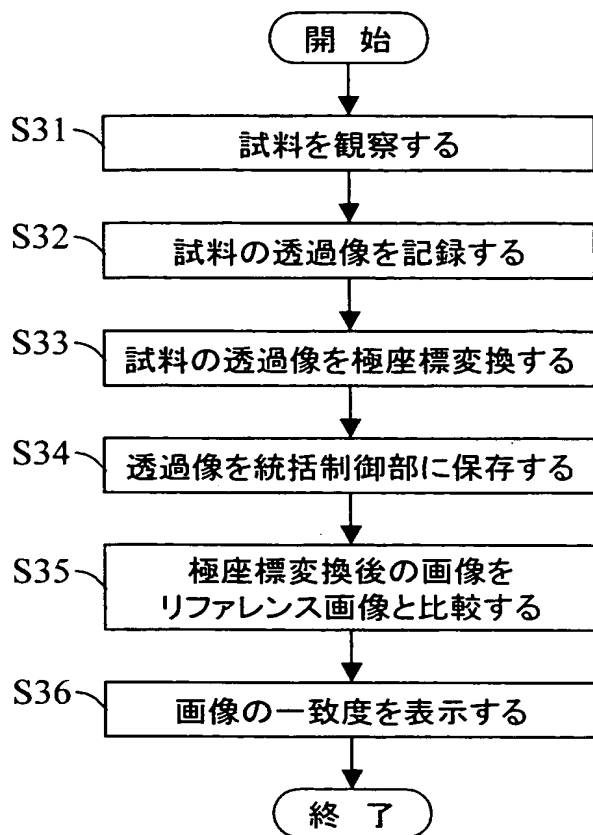 開 始
S31
試料を観察する
S32
試料の透過像を記録する
S33
試料の透過像を極座標変換する
S34
透過像を統括制御部に保存する
S35
極座標変換後の画像を
リファレンス画像と比較する
S36
画像の一致度を表示する
終 了